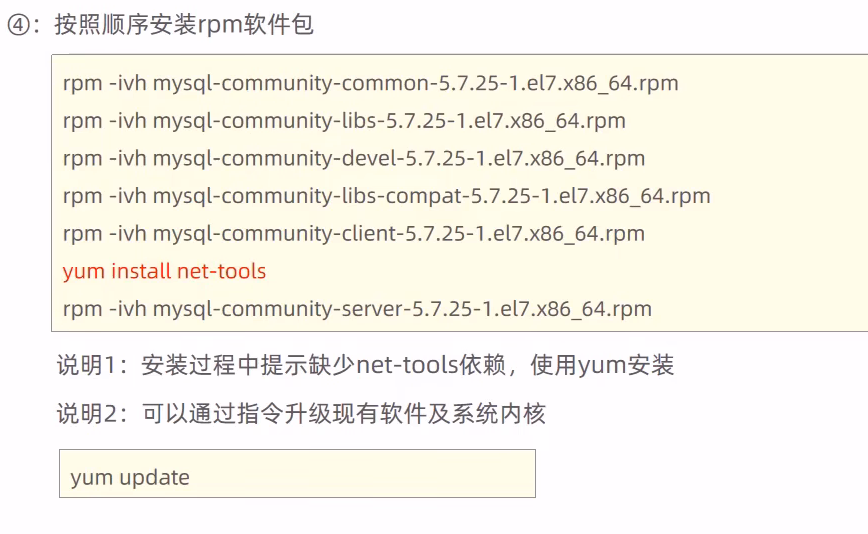 ④：按照顺序安装rpm软件包
rpm -ivh mysql-community-common-5.7.25-1.el7.x86_64.rpm
rpm -ivh mysql-community-libs-5.7.25-1.el7.x86_64.rpm
rpm -ivh mysql-community-devel-5.7.25-1.el7.x86_64.rpm
rpm -ivh mysql-community-libs-compat-5.7.25-1.el7.x86_64.rpm
rpm -ivh mysql-community-client-5.7.25-1.el7.x86_64.rpm
yum install net-tools
rpm -ivh mysql-community-server-5.7.25-1.el7.x86_64.rpm
说明1：安装过程中提示缺少net-tools依赖，使用yum安装
说明2：可以通过指令升级现有软件及系统内核
yum update